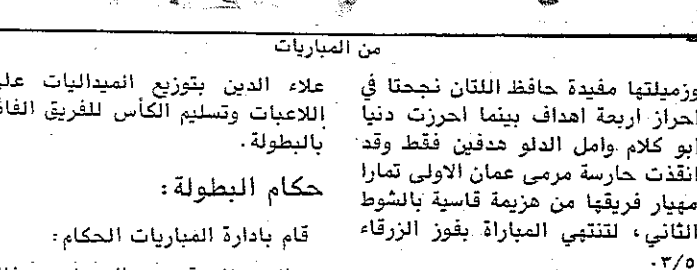 من المباريات
وزميلتها مفيدة حافظ اللتان نجحتا في
احراز اربعة اهداف بينما احرزت دنيا
ابو كلام وامل الدلو هدفين فقط وقد
انقذت حارسة مرمى عمان الاولى تمارا
مهيار فريقها من هزيمة قاسية بالشوط
الثاني، لتنتهي المباراة بفوز الزرقاء
٣/٥.
علاء الدين بتوزيع الميداليات على
اللاعبات وتسليم الكأس للفريق
بالبطولة.
حكام البطولة:
قام بادارة المباريات الحكام: